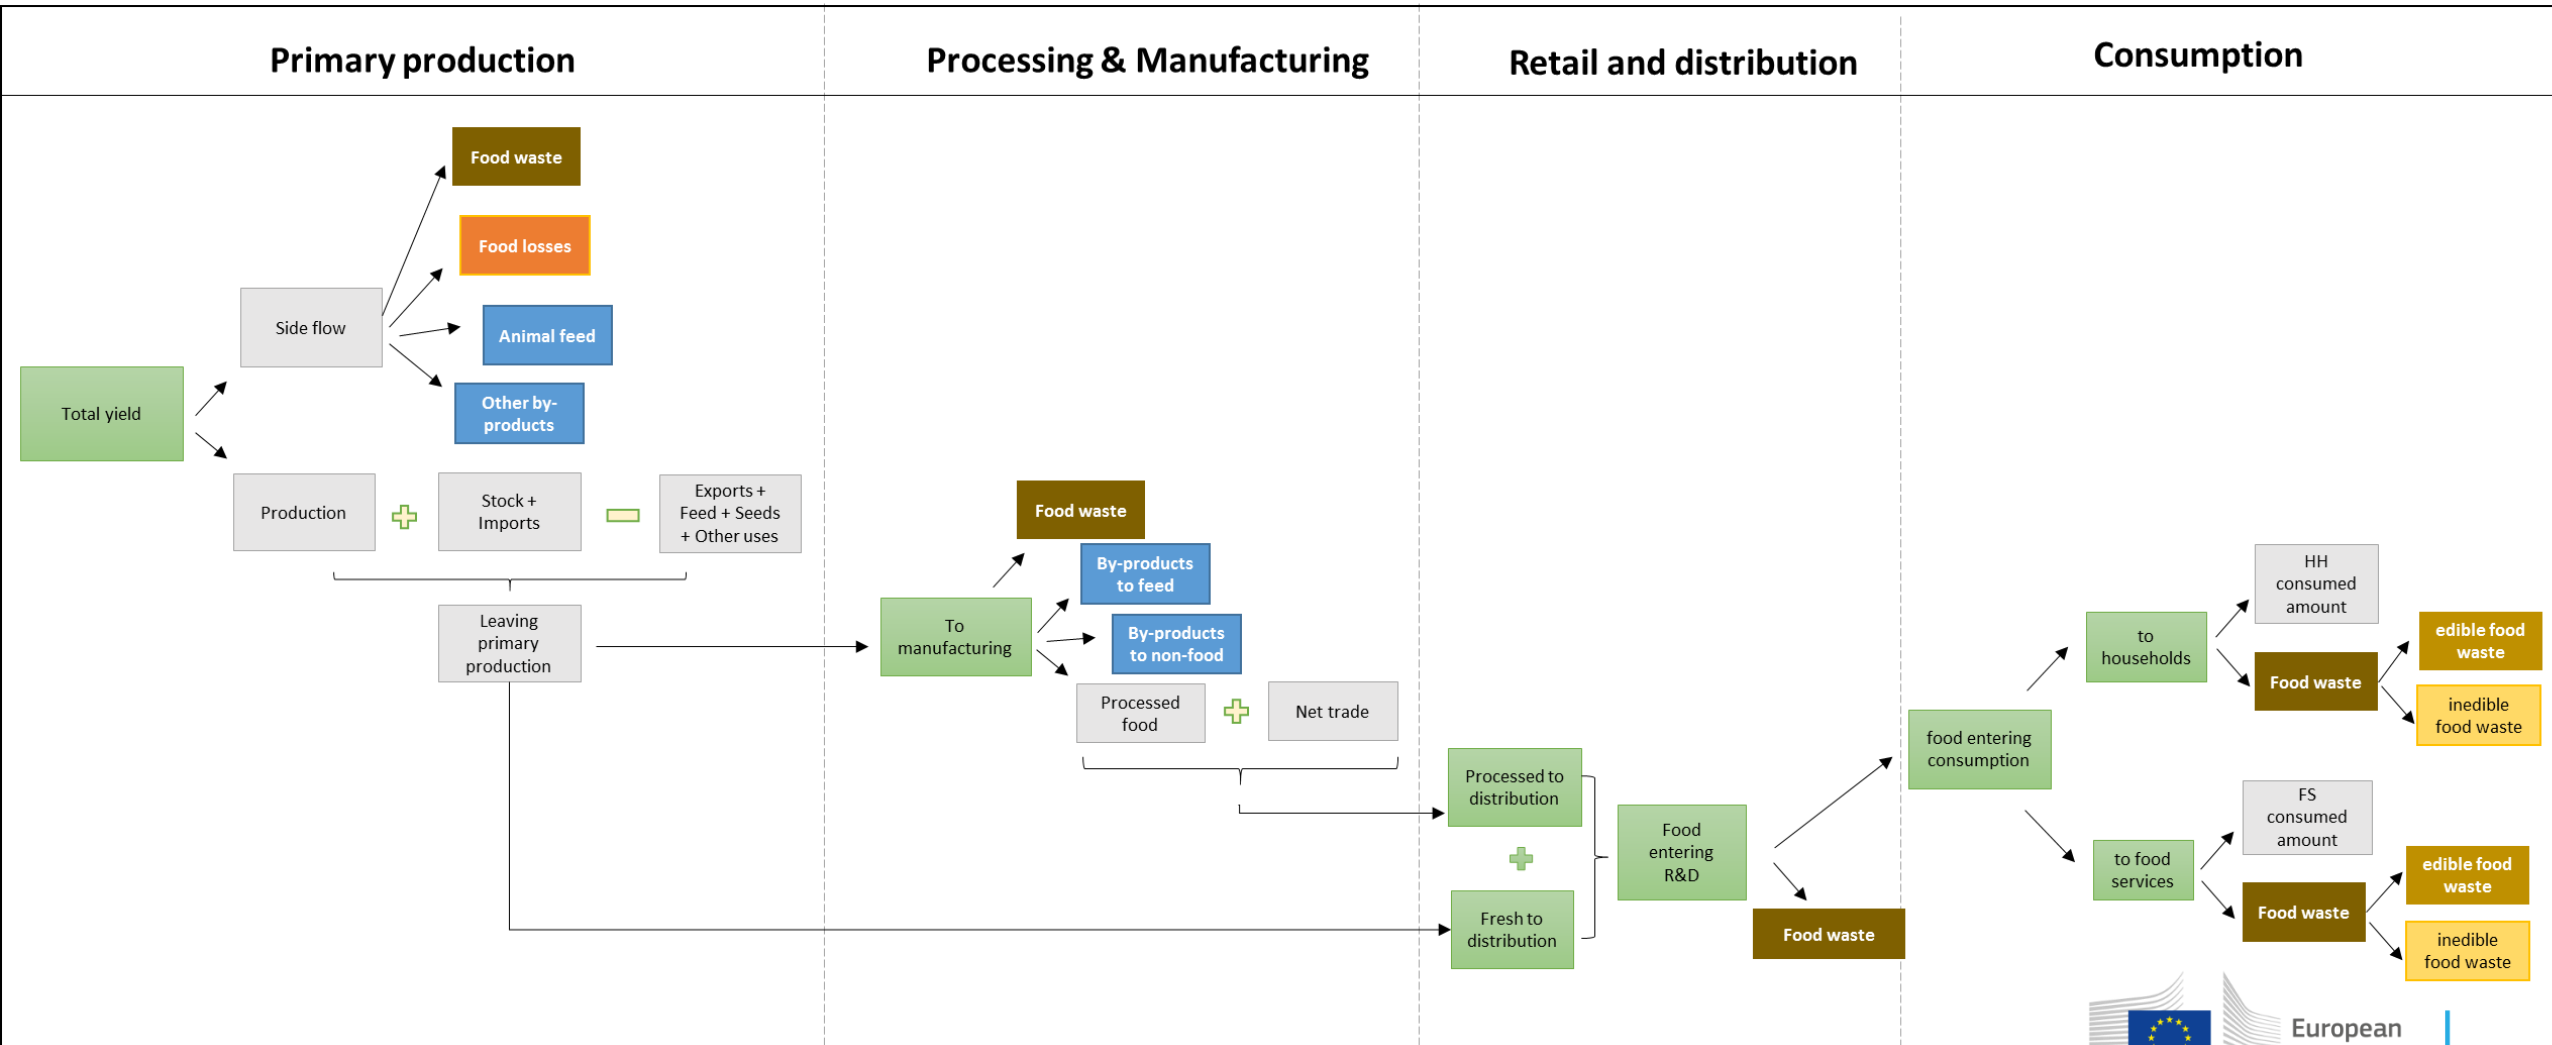 Primary production
Processing & Manufacturing
Retail and distribution
Consumption
Food waste
Food losses
Side flow
Animal feed
Total yield
Other by-
products
Production
Stock +
Imports
Exports +
Feed + Seeds
+ Other uses
Leaving
primary
production
Food waste
By-products
to feed
To
manufacturing
By-products
to non-food
Processed
food
Net trade
Processed to
distribution
Food
entering
R&D
Fresh to
distribution
Food waste
food entering
consumption
to
households
HH
consumed
amount
Food waste
edible food
waste
inedible
food waste
to food
services
FS
consumed
amount
Food waste
edible food
waste
inedible
food waste
European